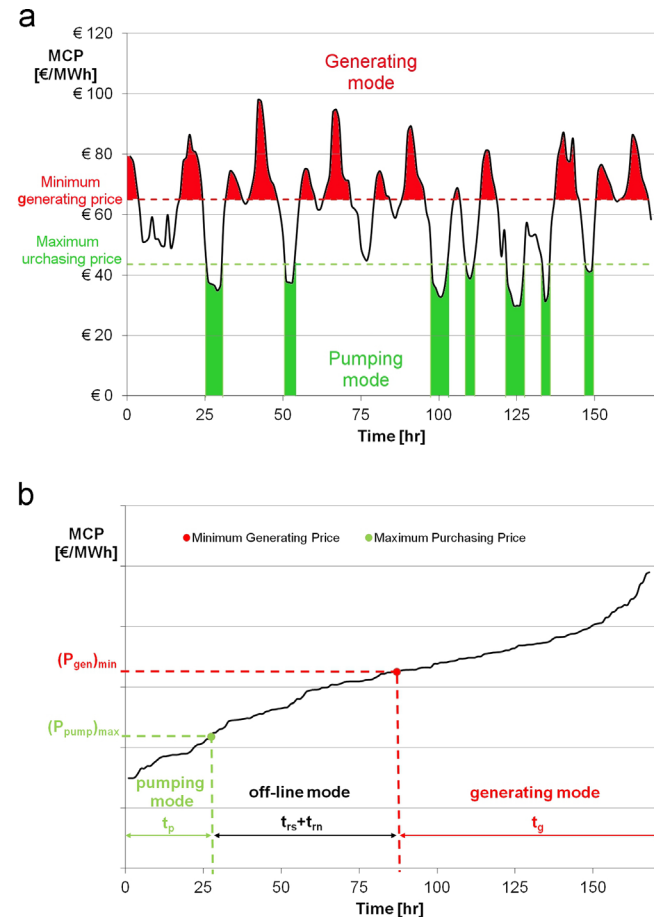 a
MCP
[€/MWh]
€ 120
€ 100
€ 80
€ 60
€ 40
€ 20
€ 0
Generating
mode
Minimum
generating price
Maximum
urchasing price
Pumping
mode
0
25
50
75
100
125
150
Time [hr]
b
MCP
[€/MWh]
Minimum Generating Price
Maximum Purchasing Price
(Pgen)min
(Ppump)max
pumping
mode
tp
off-line mode
trs+trn
generating mode
tg
0
25
50
75
100
125
150
Time [hr]